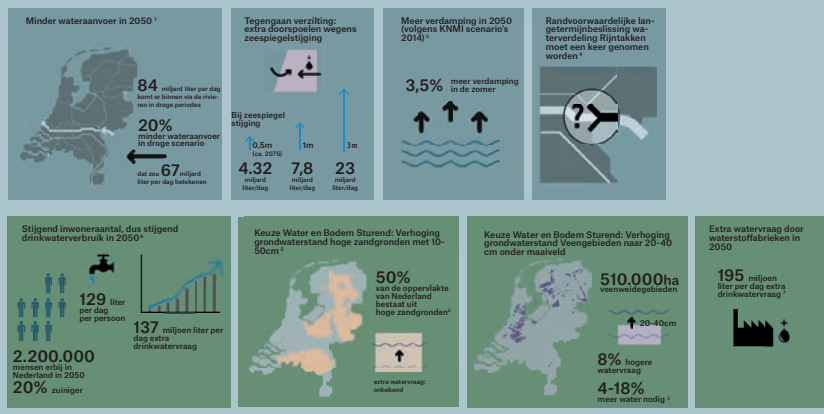 Minder wateraanvoer in 2050 ¹
84 miljard liter per dag
komt er binnen via de rivie-
ren in droge periodes
20%
minder wateraanvoer
in droge scenario
dat zou 67 miljard
liter per dag betekenen
Tegengaan verzilting:
extra doorspoelen wegens
zeespiegelstijging
Bij zeespiegel
stijging
0,5m
(ca. 2075)
1m
3m
4.32
miljard
liter/dag
7,8
miljard
liter/dag
23
miljard
liter/dag
Meer verdamping in 2050
(volgens KNMI scenario's
2014)
3,5% meer verdamping
in de zomer
Randvoorwaardelijke lan-
getermijnbeslissing wa-
terverdeling Rijntakken
moet een keer genomen
worden ⁴
?
Stijgend inwoneraantal, dus stijgend
drinkwaterverbruik in 2050
129 liter
per dag
per persoon
137 miljoen liter per
dag extra
drinkwatervraag
2.200.000
mensen erbij in
Nederland in 2050
20% zuiniger
Keuze Water en Bodem Sturend: Verhoging
grondwaterstand hoge zandgronden met 10-
50cm
50%
van de oppervlakte
van Nederland
bestaat uit
hoge zandgronden
extra watervraag:
onbekend
Keuze Water en Bodem Sturend: Verhoging
grondwaterstand Veengebieden naar 20-40
cm onder maaiveld
510.000ha
veenweidegebieden
20-40cm
8% hogere
watervraag
4-18%
meer water nodig
Extra watervraag door
waterstoffabrieken in
2050
195 miljoen
liter per dag extra
drinkwatervraag